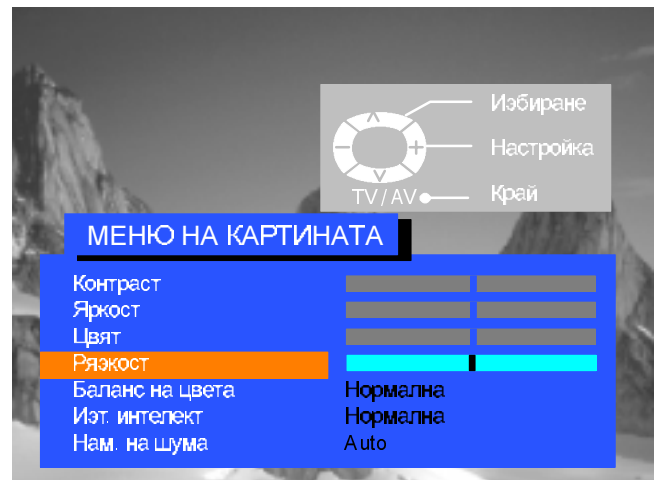 Избиране
Настройка
TV/AV
Край
МЕНЮ НА КАРТИНАТА
Контраст
Яркост
Цвят
Ряэкост
Баланс на цвета Нормална
Иэт. интелект Нормална
Нам. на шума Auto